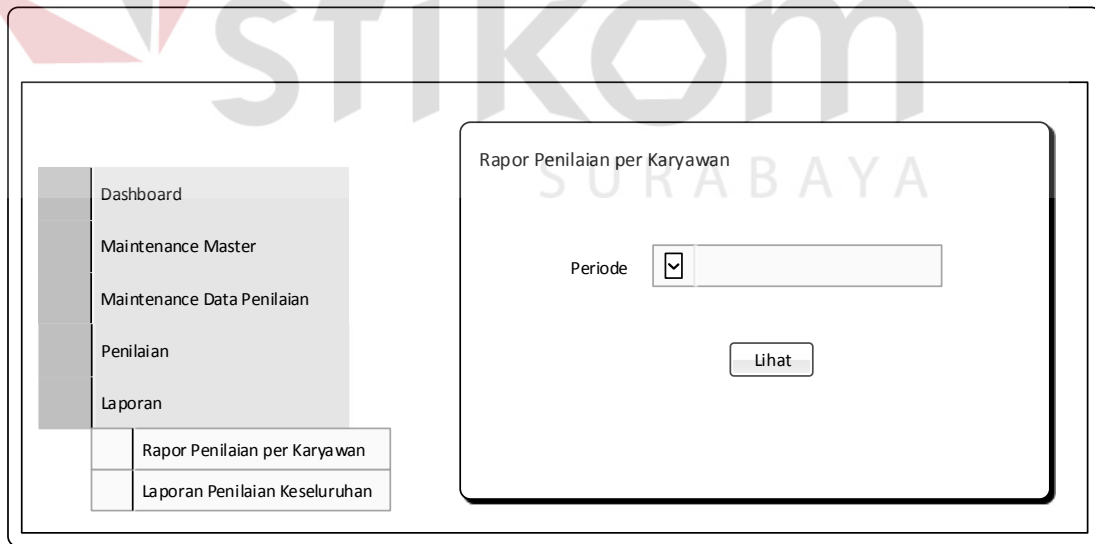 STIKOM
SURABAYA
Dashboard
Maintenance Master
Maintenance Data Penilaian
Penilaian
Laporan
Rapor Penilaian per Karyawan
Laporan Penilaian Keseluruhan
Rapor Penilaian per Karyawan
Periode
Lihat